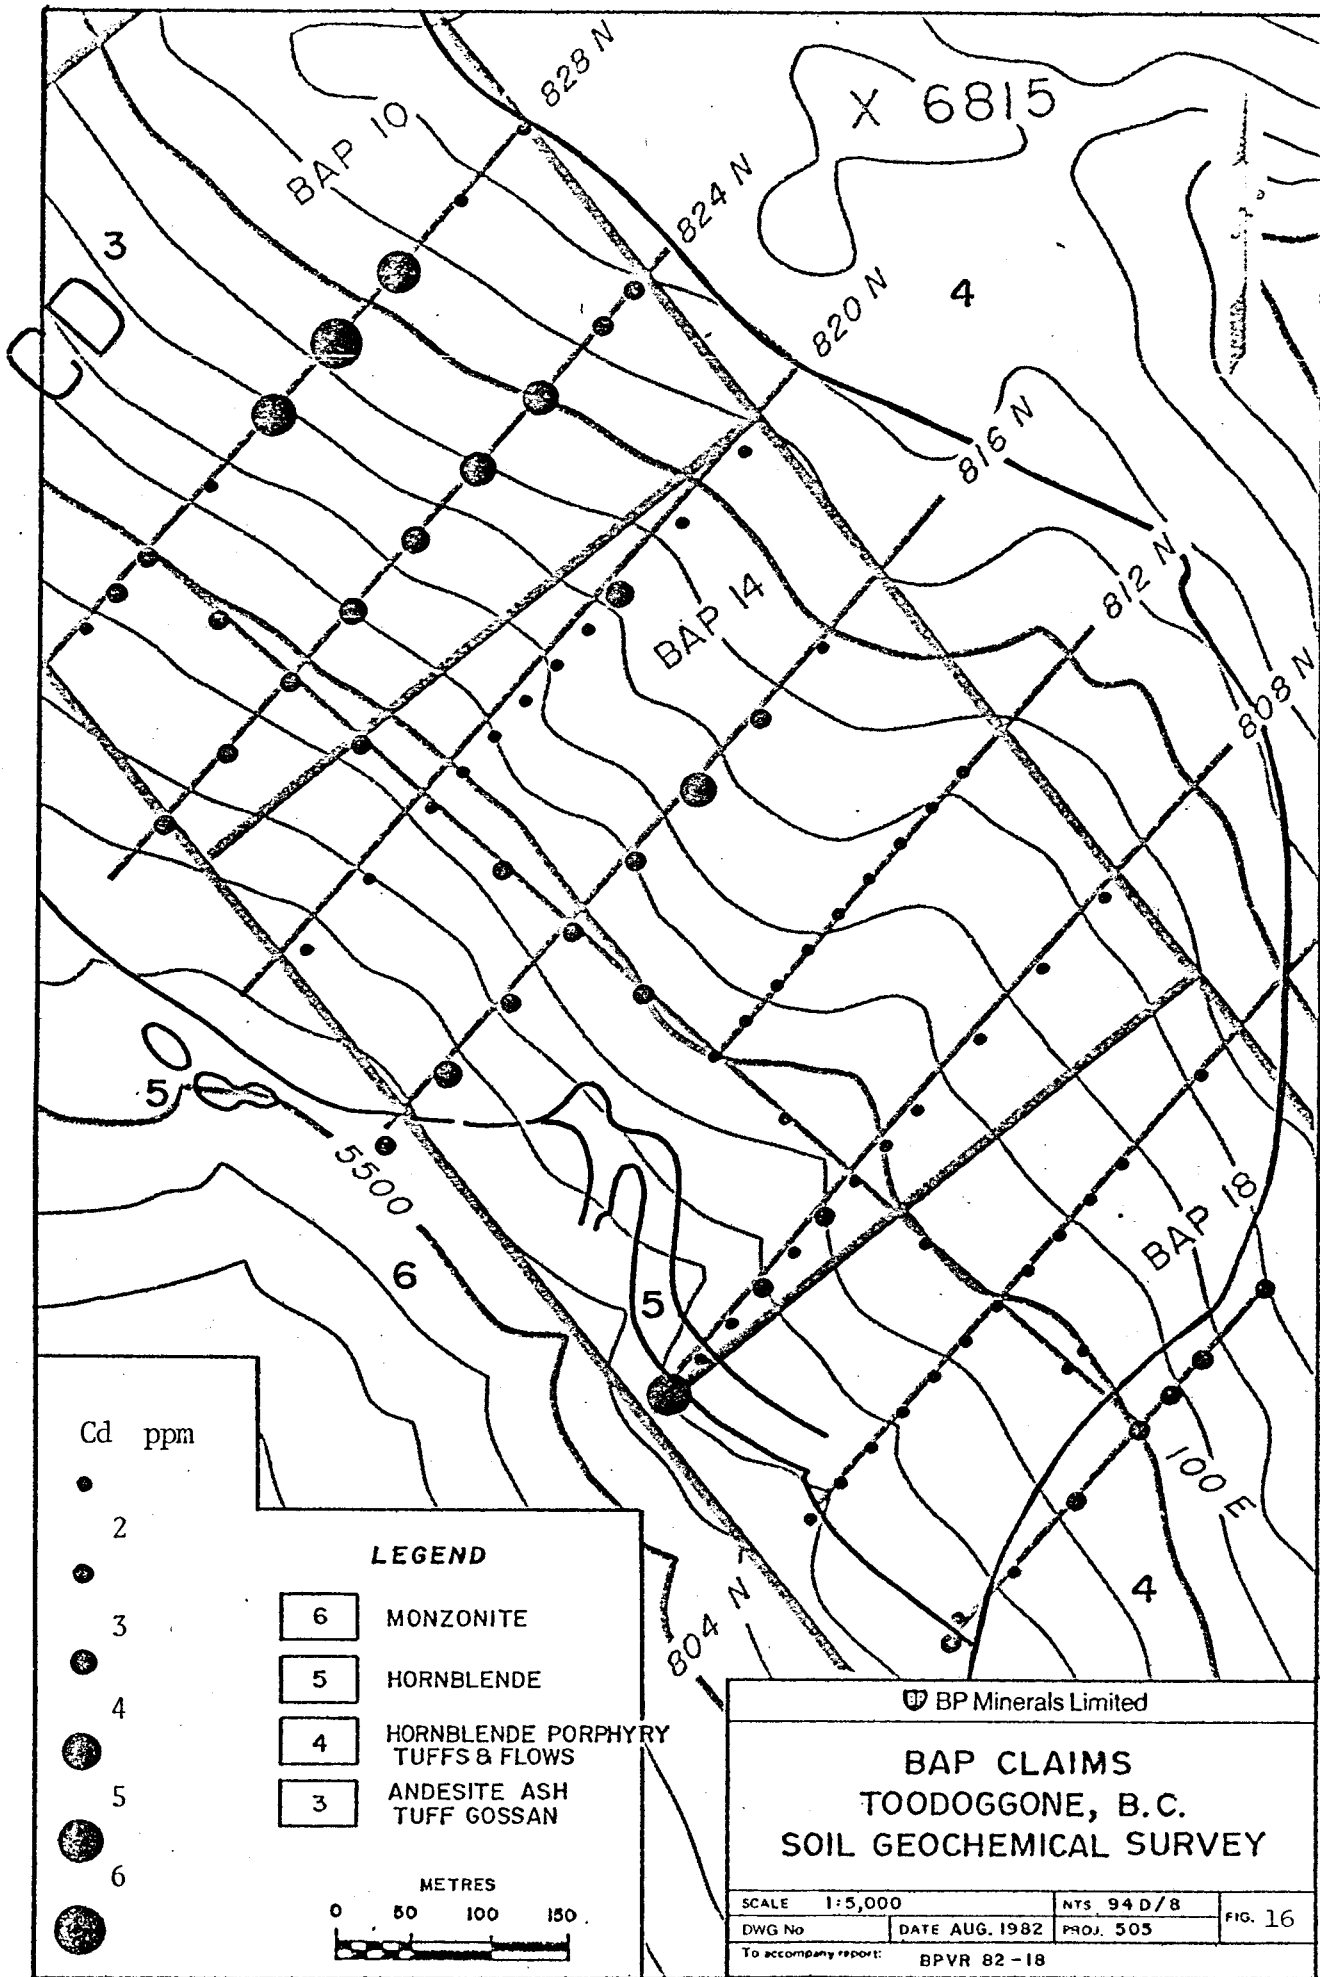 828 N
X 6815
BAP 10
824 N
3
820 N
4
816 N
812 N
BAP 14
808 N
5
5500
BAP 18
6
5
100 E
4
804 N
Cd ppm
2
3
4
5
6
LEGEND
6 MONZONITE
5 HORNBLENDE
4 HORNBLENDE PORPHYRY
TUFFS & FLOWS
3 ANDESITE ASH
TUFF GOSSAN
METRES
0 50 100 150
BP BP Minerals Limited
BAP CLAIMS
TOODOGGONE, B.C.
SOIL GEOCHEMICAL SURVEY
SCALE 1:5,000 NTS 94 D/8 FIG. 16
DWG No DATE AUG. 1982 PROJ. 505
To accompany report: BPVR 82-18